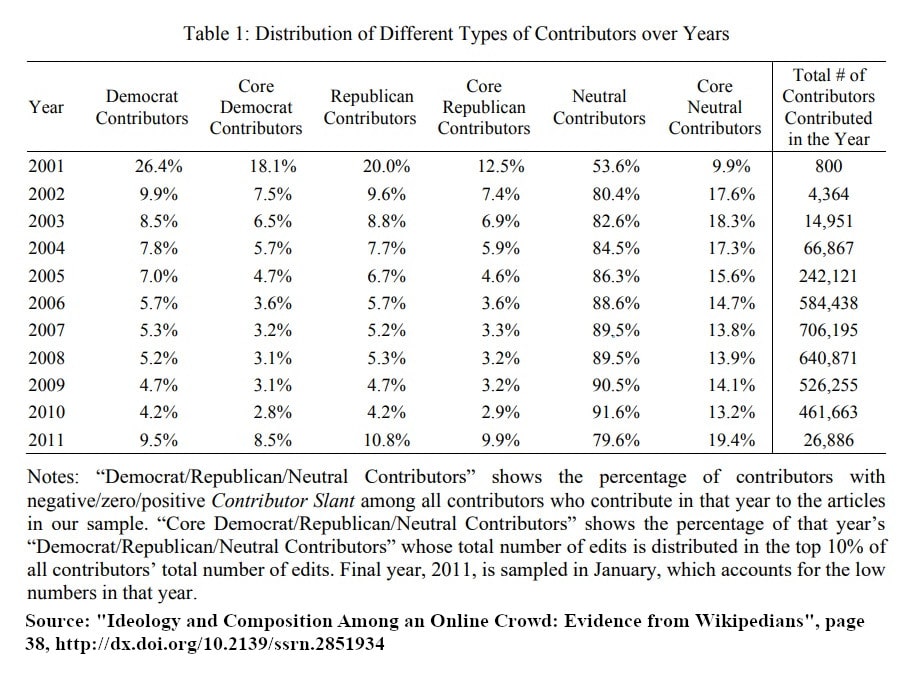 Table 1: Distribution of Different Types of Contributors over Years
Year | Democrat Contributors | Core Democrat Contributors | Republican Contributors | Core Republican Contributors | Neutral Contributors | Core Neutral Contributors | Total # of Contributors Contributed in the Year
2001 26.4% 18.1% 20.0% 12.5% 53.6% 9.9% 800
2002 9.9% 7.5% 9.6% 7.4% 80.4% 17.6% 4,364
2003 8.5% 6.5% 8.8% 6.9% 82.6% 18.3% 14,951
2004 7.8% 5.7% 7.7% 5.9% 84.5% 17.3% 66,867
2005 7.0% 4.7% 6.7% 4.6% 86.3% 15.6% 242,121
2006 5.7% 3.6% 5.7% 3.6% 88.6% 14.7% 584,438
2007 5.3% 3.2% 5.2% 3.3% 89,5% 13.8% 706,195
2008 5.2% 3.1% 5.3% 3.2% 89.5% 13.9% 640,871
2009 4.7% 3.1% 4.7% 3.2% 90.5% 14.1% 526,255
2010 4.2% 2.8% 4.2% 2.9% 91.6% 13.2% 461,663
2011 9.5% 8.5% 10.8% 9.9% 79.6% 19.4% 26,886
Notes: “Democrat/Republican/Neutral Contributors” shows the percentage of contributors with
negative/zero/positive Contributor Slant among all contributors who contribute in that year to the articles
in our sample. “Core Democrat/Republican/Neutral Contributors” shows the percentage of that year’s
“Democrat/Republican/Neutral Contributors” whose total number of edits is distributed in the top 10% of
all contributors’ total number of edits. Final year, 2011, is sampled in January, which accounts for the low
numbers in that year.
Source: "Ideology and Composition Among an Online Crowd: Evidence from Wikipedians", page
38, http://dx.doi.org/10.2139/ssrn.2851934